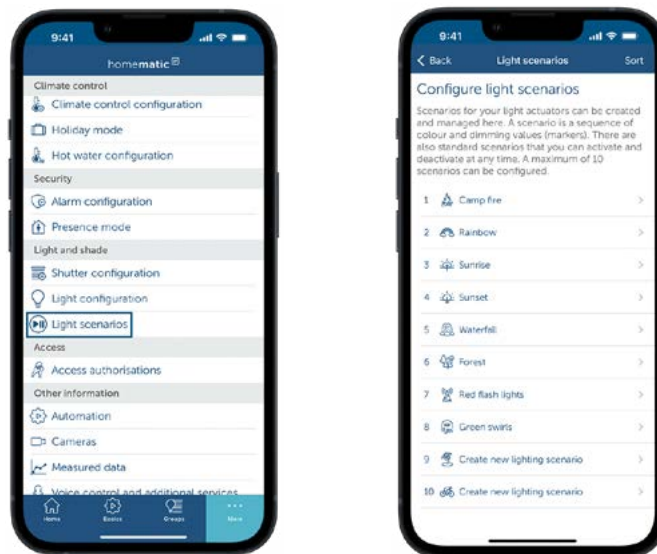 9:41
homematic IP
Climate control
Climate control configuration
Holiday mode
Hot water configuration
Security
Alarm configuration
Presence mode
Light and shade
Shutter configuration
Light configuration
Light scenarios
Access
Access authorisations
Other information
Automation
Cameras
Measured data
Voice control and additional services
Home
Basics
Groups
More
9:41
Back
Light scenarios
Sort
Configure light scenarios
Scenarios for your light actuators can be created
and managed here. A scenario is a sequence of
colour and dimming values (markers). There are
also standard scenarios that you can activate and
deactivate at any time. A maximum of 10
scenarios can be configured.
1 Camp fire
2 Rainbow
3 Sunrise
4 Sunset
5 Waterfall
6 Forest
7 Red flash lights
8 Green swirls
9 Create new lighting scenario
10 Create new lighting scenario